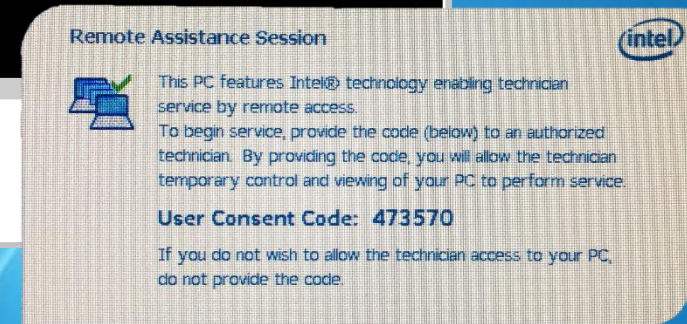 Remote Assistance Session
intel
This PC features Intel® technology enabling technician
service by remote access.
To begin service, provide the code (below) to an authorized
technician. By providing the code, you will allow the technician
temporary control and viewing of your PC to perform service.
User Consent Code: 473570
If you do not wish to allow the technician access to your PC,
do not provide the code.